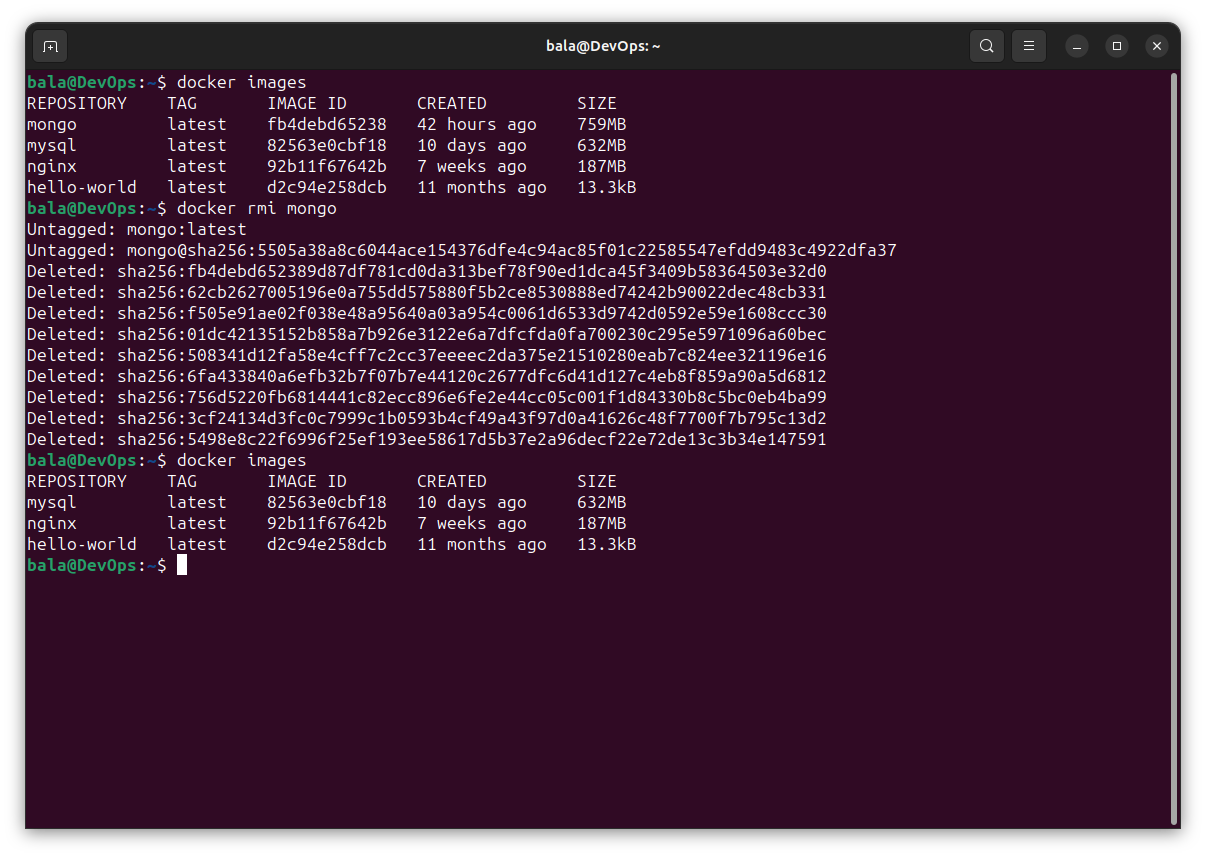 bala@DevOps: ~
bala@DevOps:~$ docker images
REPOSITORY    TAG       IMAGE ID       CREATED         SIZE
mongo         latest    fb4debd65238   42 hours ago    759MB
mysql         latest    82563e0cbf18   10 days ago     632MB
nginx         latest    92b11f67642b   7 weeks ago     187MB
hello-world   latest    d2c94e258dcb   11 months ago   13.3kB
bala@DevOps:~$ docker rmi mongo
Untagged: mongo:latest
Untagged: mongo@sha256:5505a38a8c6044ace154376dfe4c94ac85f01c22585547efdd9483c4922dfa37
Deleted: sha256:fb4debd652389d87df781cd0da313bef78f90ed1dca45f3409b58364503e32d0
Deleted: sha256:62cb2627005196e0a755dd575880f5b2ce8530888ed74242b90022dec48cb331
Deleted: sha256:f505e91ae02f038e48a95640a03a954c0061d6533d9742d0592e59e1608ccc30
Deleted: sha256:01dc42135152b858a7b926e3122e6a7dfcfda0fa700230c295e5971096a60bec
Deleted: sha256:508341d12fa58e4cff7c2cc37eeeec2da375e21510280eab7c824ee321196e16
Deleted: sha256:6fa433840a6efb32b7f07b7e44120c2677dfc6d41d127c4eb8f859a90a5d6812
Deleted: sha256:756d5220fb6814441c82ecc896e6fe2e44cc05c001f1d84330b8c5bc0eb4ba99
Deleted: sha256:3cf24134d3fc0c7999c1b0593b4cf49a43f97d0a41626c48f7700f7b795c13d2
Deleted: sha256:5498e8c22f6996f25ef193ee58617d5b37e2a96decf22e72de13c3b34e147591
bala@DevOps:~$ docker images
REPOSITORY    TAG       IMAGE ID       CREATED         SIZE
mysql         latest    82563e0cbf18   10 days ago     632MB
nginx         latest    92b11f67642b   7 weeks ago     187MB
hello-world   latest    d2c94e258dcb   11 months ago   13.3kB
bala@DevOps:~$